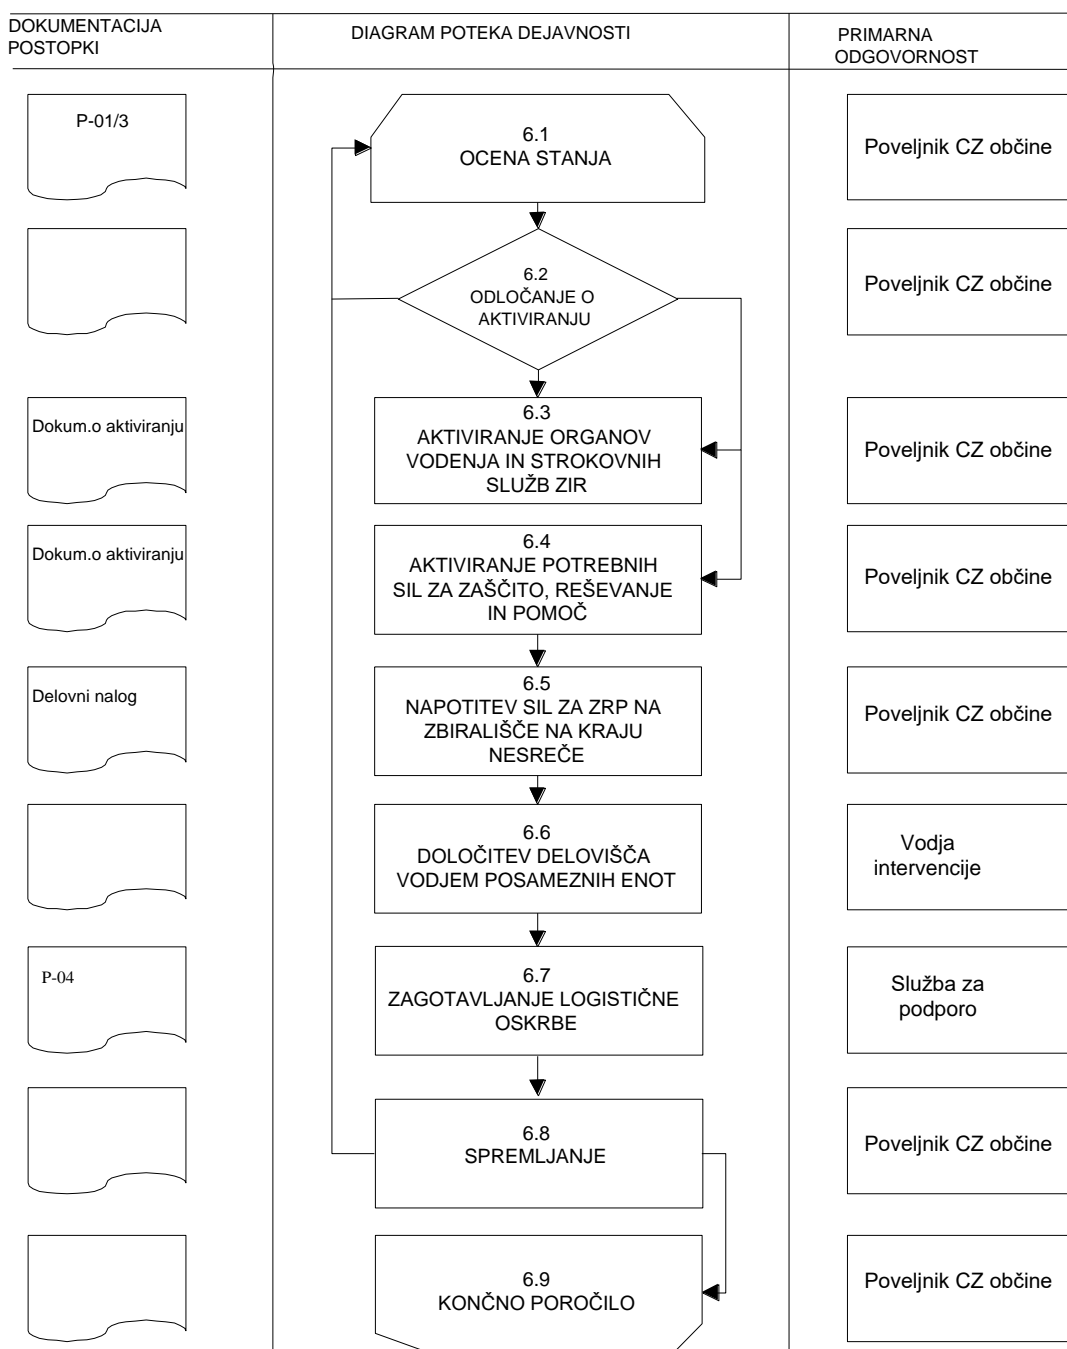 DOKUMENTACIJA
POSTOPKI
DIAGRAM POTEKA DEJAVNOSTI
PRIMARNA
ODGOVORNOST
P-01/3
6.1
OCENA STANJA
Poveljnik CZ občine
6.2
ODLOČANJE O
AKTIVIRANJU
Poveljnik CZ občine
Dokum.o aktiviranju
6.3
AKTIVIRANJE ORGANOV
VODENJA IN STROKOVNIH
SLUŽB ZIR
Poveljnik CZ občine
Dokum.o aktiviranju
6.4
AKTIVIRANJE POTREBNIH
SIL ZA ZAŠČITO, REŠEVANJE
IN POMOČ
Poveljnik CZ občine
Delovni nalog
6.5
NAPOTITEV SIL ZA ZRP NA
ZBIRALIŠČE NA KRAJU
NESREČE
Poveljnik CZ občine
6.6
DOLOČITEV DELOVIŠČA
VODJEM POSAMEZNIH ENOT
Vodja
intervencije
P-04
6.7
ZAGOTAVLJANJE LOGISTIČNE
OSKRBE
Služba za
podporo
6.8
SPREMLJANJE
Poveljnik CZ občine
6.9
KONČNO POROČILO
Poveljnik CZ občine